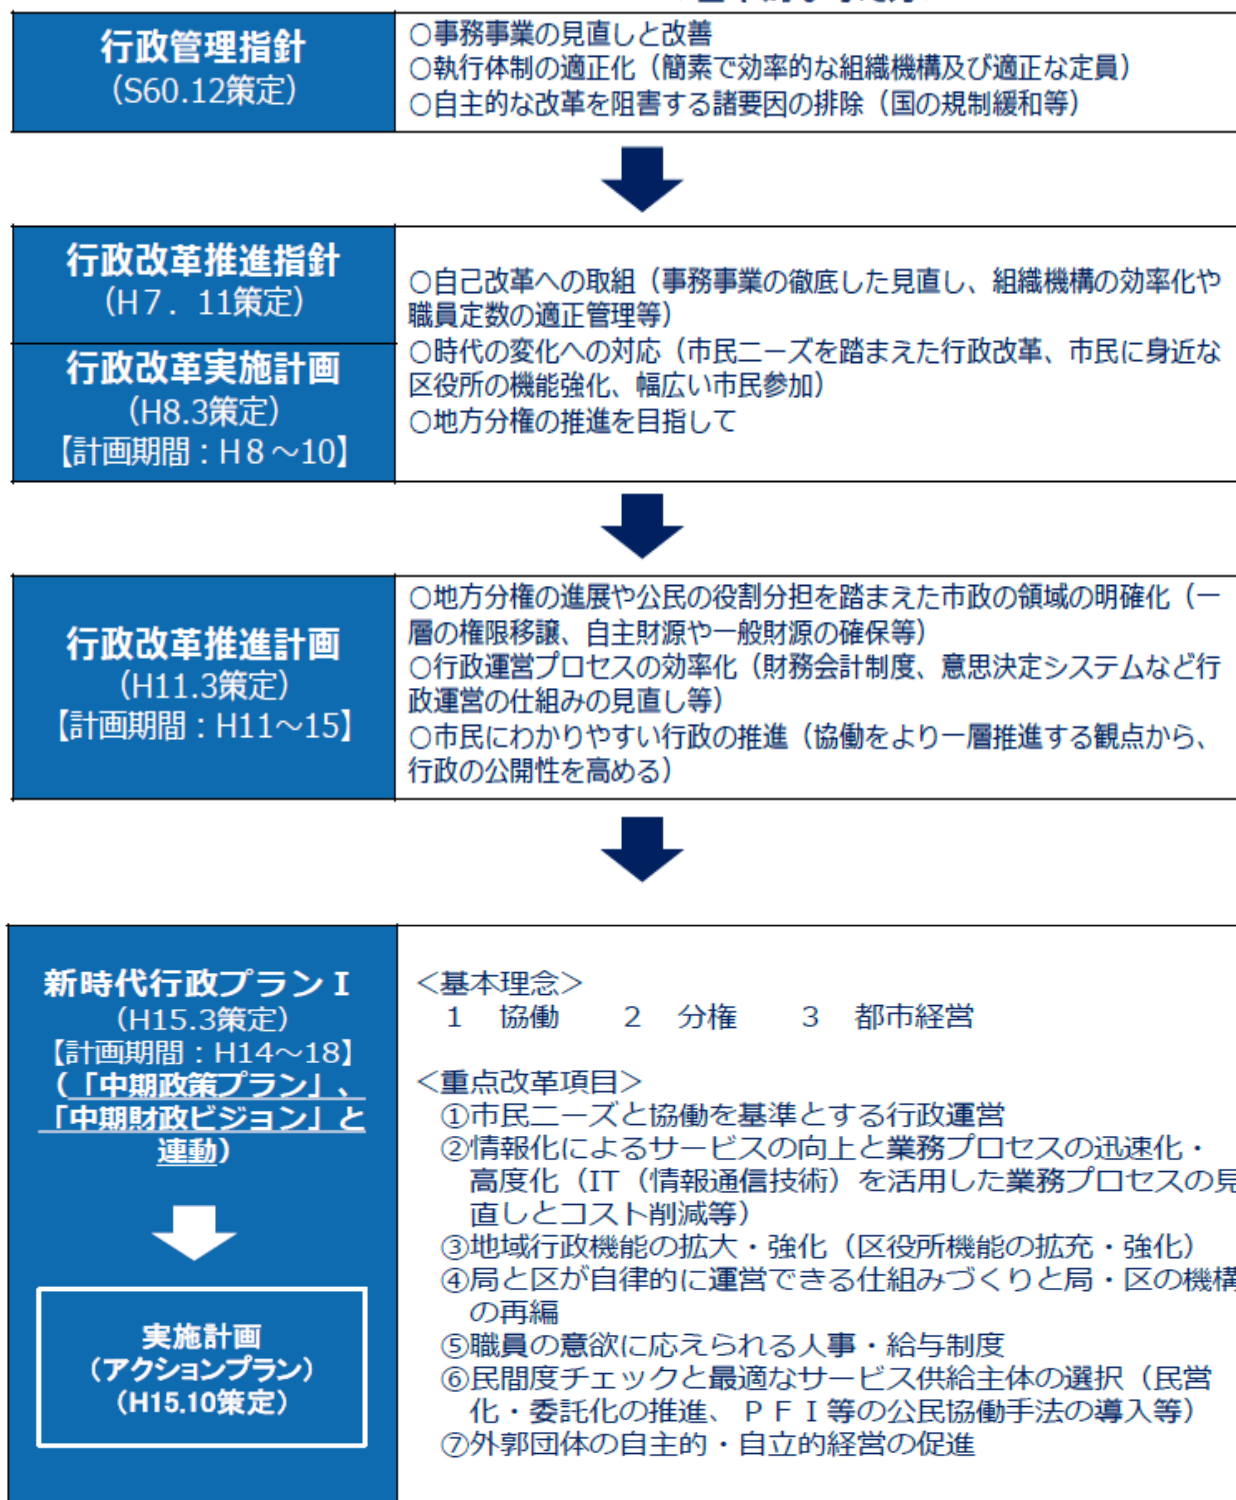 行政管理指針
（S60.12策定）
○事務事業の見直しと改善
○執行体制の適正化（簡素で効率的な組織機構及び適正な定員）
○自主的な改革を阻害する諸要因の排除（国の規制緩和等）
行政改革推進指針
（H７．11策定）
行政改革実施計画
（H8.3策定）
【計画期間：H８～10】
○自己改革への取組（事務事業の徹底した見直し、組織機構の効率化や
職員定数の適正管理等）
○時代の変化への対応（市民ニーズを踏まえた行政改革、市民に身近な
区役所の機能強化、幅広い市民参加）
○地方分権の推進を目指して
行政改革推進計画
（H11.3策定）
【計画期間：H11～15】
○地方分権の進展や公民の役割分担を踏まえた市政の領域の明確化（一
層の権限移譲、自主財源や一般財源の確保等）
○行政運営プロセスの効率化（財務会計制度、意思決定システムなど行
政運営の仕組みの見直し等）
○市民にわかりやすい行政の推進（協働をより一層推進する観点から、
行政の公開性を高める）
新時代行政プランⅠ
（H15.3策定）
【計画期間：H14～18】
（「中期政策プラン」、
「中期財政ビジョン」と
連動）
実施計画
（アクションプラン）
（H15.10策定）
＜基本理念＞
１　協働　　２　分権　　３　都市経営
＜重点改革項目＞
①市民ニーズと協働を基準とする行政運営
②情報化によるサービスの向上と業務プロセスの迅速化・
高度化（IT（情報通信技術）を活用した業務プロセスの見
直しとコスト削減等）
③地域行政機能の拡大・強化（区役所機能の拡充・強化）
④局と区が自律的に運営できる仕組みづくりと局・区の機構
の再編
⑤職員の意欲に応えられる人事・給与制度
⑥民間度チェックと最適なサービス供給主体の選択（民営
化・委託化の推進、ＰＦＩ等の公民協働手法の導入等）
⑦外郭団体の自主的・自立的経営の促進